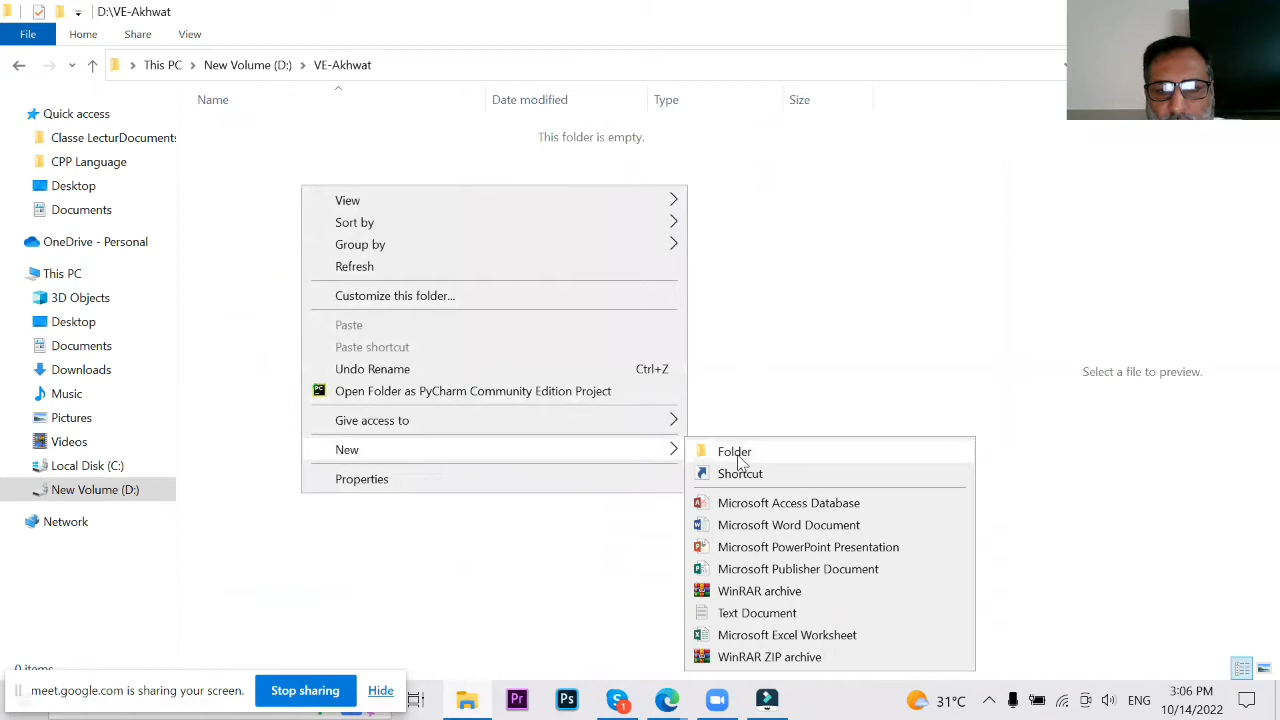 D:\VE-Akhwat
File Home Share View
This PC New Volume (D:) VE-Akhwat
Name Date modified Type Size
This folder is empty.
Quick access
Classe LecturDocuments
CPP Language
Desktop
Documents
OneDrive - Personal
This PC
3D Objects
Desktop
Documents
Downloads
Music
Pictures
Videos
Local Disk (C:)
New Volume (D:)
Network
View
Sort by
Group by
Refresh
Customize this folder...
Paste
Paste shortcut
Undo Rename Ctrl+Z
PC Open Folder as PyCharm Community Edition Project
Give access to
New
Properties
Folder
Shortcut
Microsoft Access Database
Microsoft Word Document
Microsoft PowerPoint Presentation
Microsoft Publisher Document
WinRAR archive
Text Document
Microsoft Excel Worksheet
WinRAR ZIP archive
Select a file to preview.
0 items
meet.google.com is sharing your screen. Stop sharing Hide
Pr Ps 1 31°C ENG 3:06 PM
10/14/2022